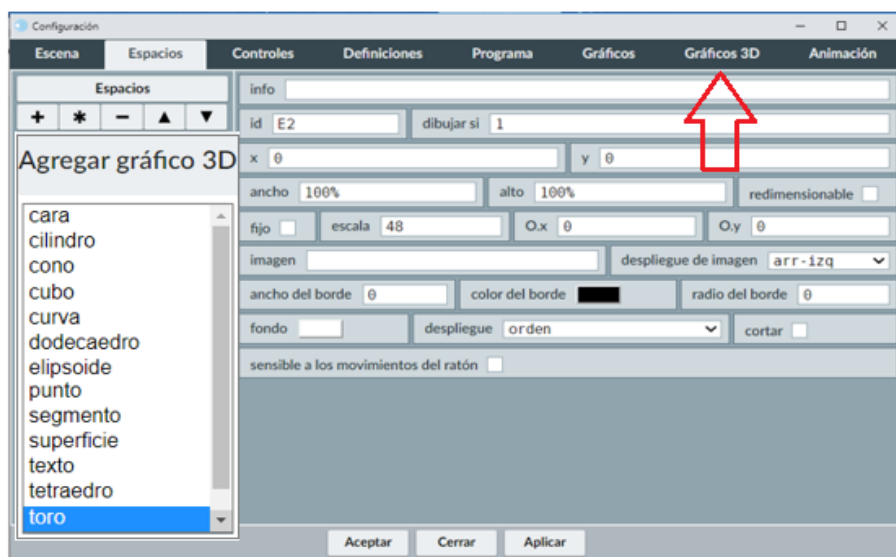 Configuración
Escena Espacios Controles Definiciones Programa Gráficos Gráficos 3D Animación
Espacios
+ * − ▲ ▼
Agregar gráfico 3D
cara
cilindro
cono
cubo
curva
dodecaedro
elipsoide
punto
segmento
superficie
texto
tetraedro
toro
info
id E2 dibujar si 1
x 0 y 0
ancho 100% alto 100% redimensionable
fijo escala 48 O.x 0 O.y 0
imagen despliegue de imagen arr-izq
ancho del borde 0 color del borde radio del borde 0
fondo despliegue orden cortar
sensible a los movimientos del ratón
Aceptar Cerrar Aplicar